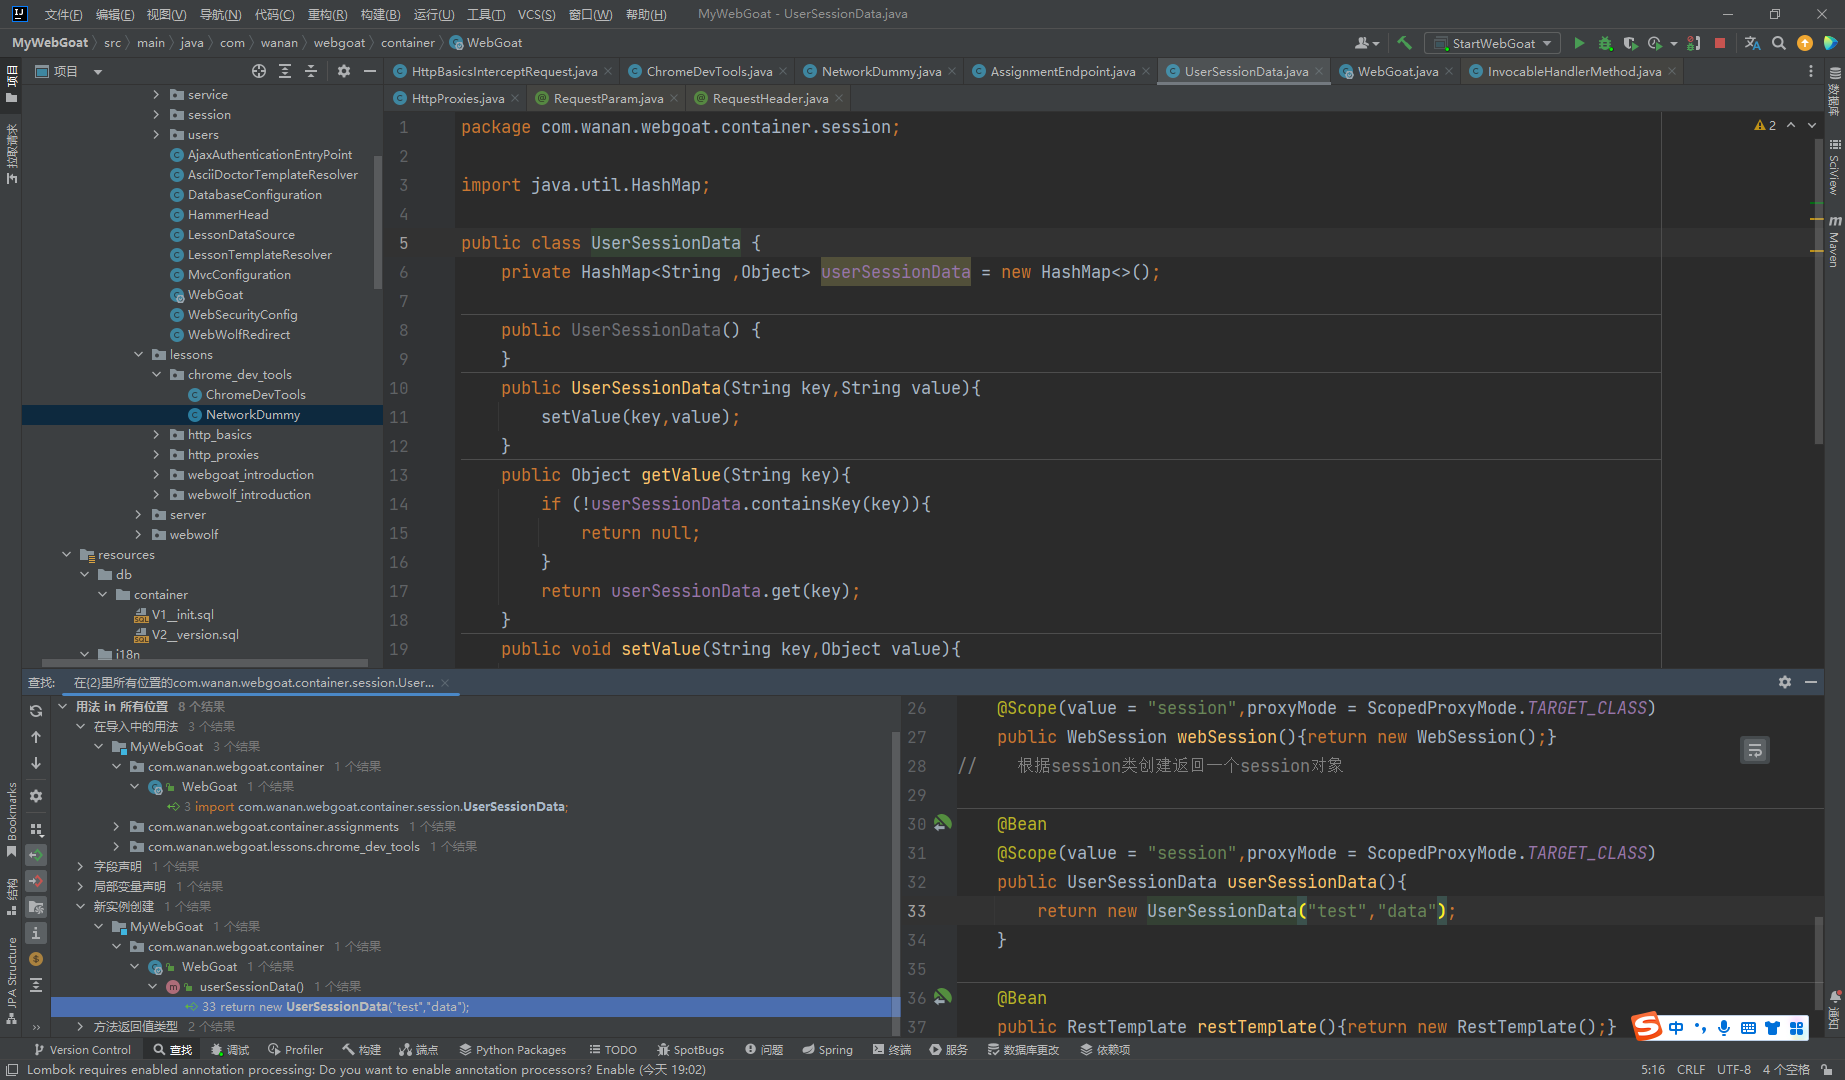 文件(F) 编辑(E) 视图(V) 导航(N) 代码(C) 重构(R) 构建(B) 运行(U) 工具(T) VCS(S) 窗口(W) 帮助(H) MyWebGoat - UserSessionData.java
MyWebGoat src main java com wanan webgoat container WebGoat StartWebGoat
项目 HttpBasicsInterceptRequest.java ChromeDevTools.java NetworkDummy.java AssignmentEndpoint.java UserSessionData.java WebGoat.java InvocableHandlerMethod.java
HttpProxies.java RequestParam.java RequestHeader.java
service
session
users
AjaxAuthenticationEntryPoint
AsciiDoctorTemplateResolver
DatabaseConfiguration
HammerHead
LessonDataSource
LessonTemplateResolver
MvcConfiguration
WebGoat
WebSecurityConfig
WebWolfRedirect
lessons
chrome_dev_tools
ChromeDevTools
NetworkDummy
http_basics
http_proxies
webgoat_introduction
webwolf_introduction
server
webwolf
resources
db
container
V1__init.sql
V2__version.sql
i18n
1 package com.wanan.webgoat.container.session;
2
3 import java.util.HashMap;
4
5 public class UserSessionData {
6 private HashMap<String ,Object> userSessionData = new HashMap<>();
7
8 public UserSessionData() {
9 }
10 public UserSessionData(String key,String value){
11 setValue(key,value);
12 }
13 public Object getValue(String key){
14 if (!userSessionData.containsKey(key)){
15 return null;
16 }
17 return userSessionData.get(key);
18 }
19 public void setValue(String key,Object value){
2
项目
拉取请求
Bookmarks
结构
JPA Structure
数据库
SciView
m Maven
通知
查找: 在{2}里所有位置的com.wanan.webgoat.container.session.User...
用法 in 所有位置 8 个结果
在导入中的用法 3 个结果
MyWebGoat 3 个结果
com.wanan.webgoat.container 1 个结果
WebGoat 1 个结果
3 import com.wanan.webgoat.container.session.UserSessionData;
com.wanan.webgoat.container.assignments 1 个结果
com.wanan.webgoat.lessons.chrome_dev_tools 1 个结果
字段声明 1 个结果
局部变量声明 1 个结果
新实例创建 1 个结果
MyWebGoat 1 个结果
com.wanan.webgoat.container 1 个结果
WebGoat 1 个结果
userSessionData() 1 个结果
33 return new UserSessionData("test","data");
方法返回值类型 2 个结果
26 @Scope(value = "session",proxyMode = ScopedProxyMode.TARGET_CLASS)
27 public WebSession webSession(){return new WebSession();}
28 // 根据session类创建返回一个session对象
29
30 @Bean
31 @Scope(value = "session",proxyMode = ScopedProxyMode.TARGET_CLASS)
32 public UserSessionData userSessionData(){
33 return new UserSessionData("test","data");
34 }
35
36 @Bean
37 public RestTemplate restTemplate(){return new RestTemplate();}
中
Version Control 查找 调试 Profiler 构建 端点 Python Packages TODO SpotBugs 问题 Spring 终端 服务 数据库更改 依赖项
Lombok requires enabled annotation processing: Do you want to enable annotation processors? Enable (今天 19:02) 5:16 CRLF UTF-8 4 个空格